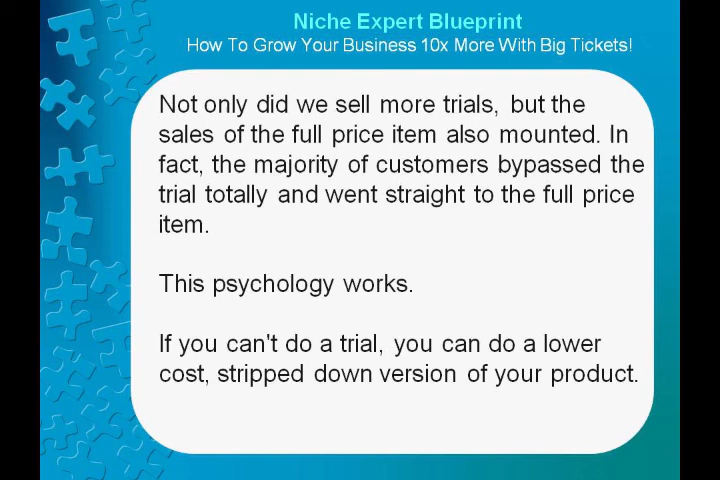 Niche Expert Blueprint
How To Grow Your Business 10x More With Big Tickets!
Not only did we sell more trials, but the
sales of the full price item also mounted. In
fact, the majority of customers bypassed the
trial totally and went straight to the full price
item.
This psychology works.
If you can't do a trial, you can do a lower
cost, stripped down version of your product.